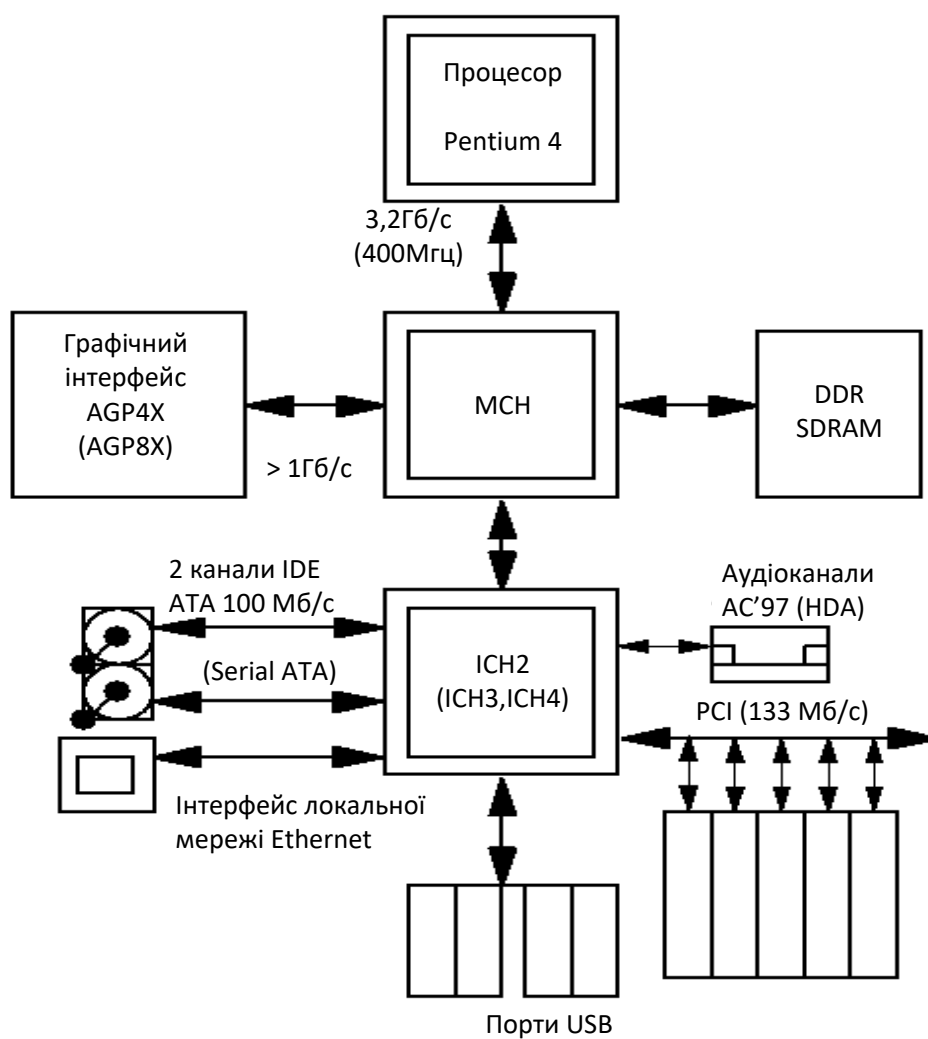 Процесор
Pentium 4
3,2Гб/с
(400Мгц)
Графічний
інтерфейс
AGP4X
(AGP8X)
> 1Гб/с
MCH
DDR
SDRAM
2 канали IDE
ATA 100 Мб/с
(Serial ATA)
ICH2
(ICH3,ICH4)
Аудіоканали
AC’97 (HDA)
PCI (133 Мб/с)
Інтерфейс локальної
мережі Ethernet
Порти USB